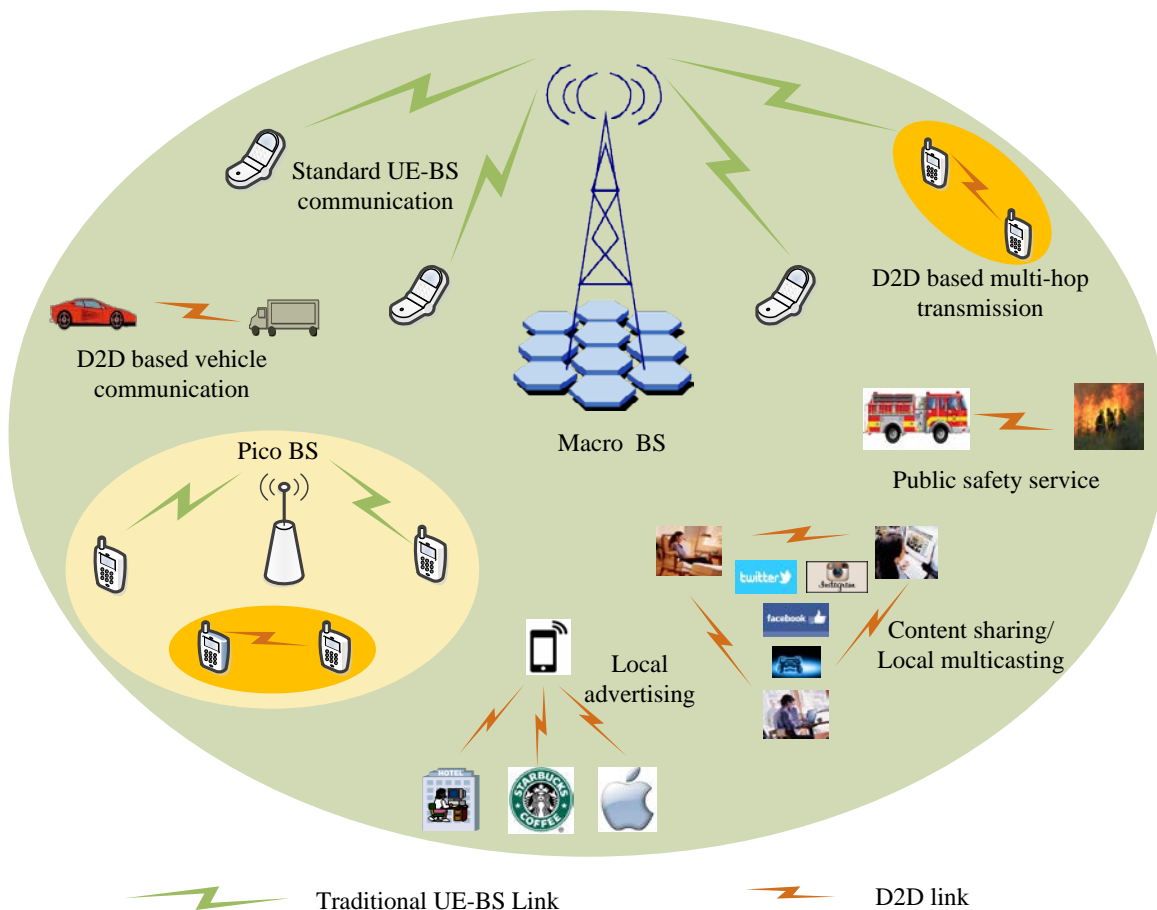 Standard UE-BS
communication
D2D based multi-hop
transmission
D2D based vehicle
communication
Macro  BS
Pico BS
Public safety service
twitter
Instagram
facebook
Content sharing/
Local multicasting
Local
advertising
HOTEL
STARBUCKS
COFFEE
Traditional UE-BS Link
D2D link